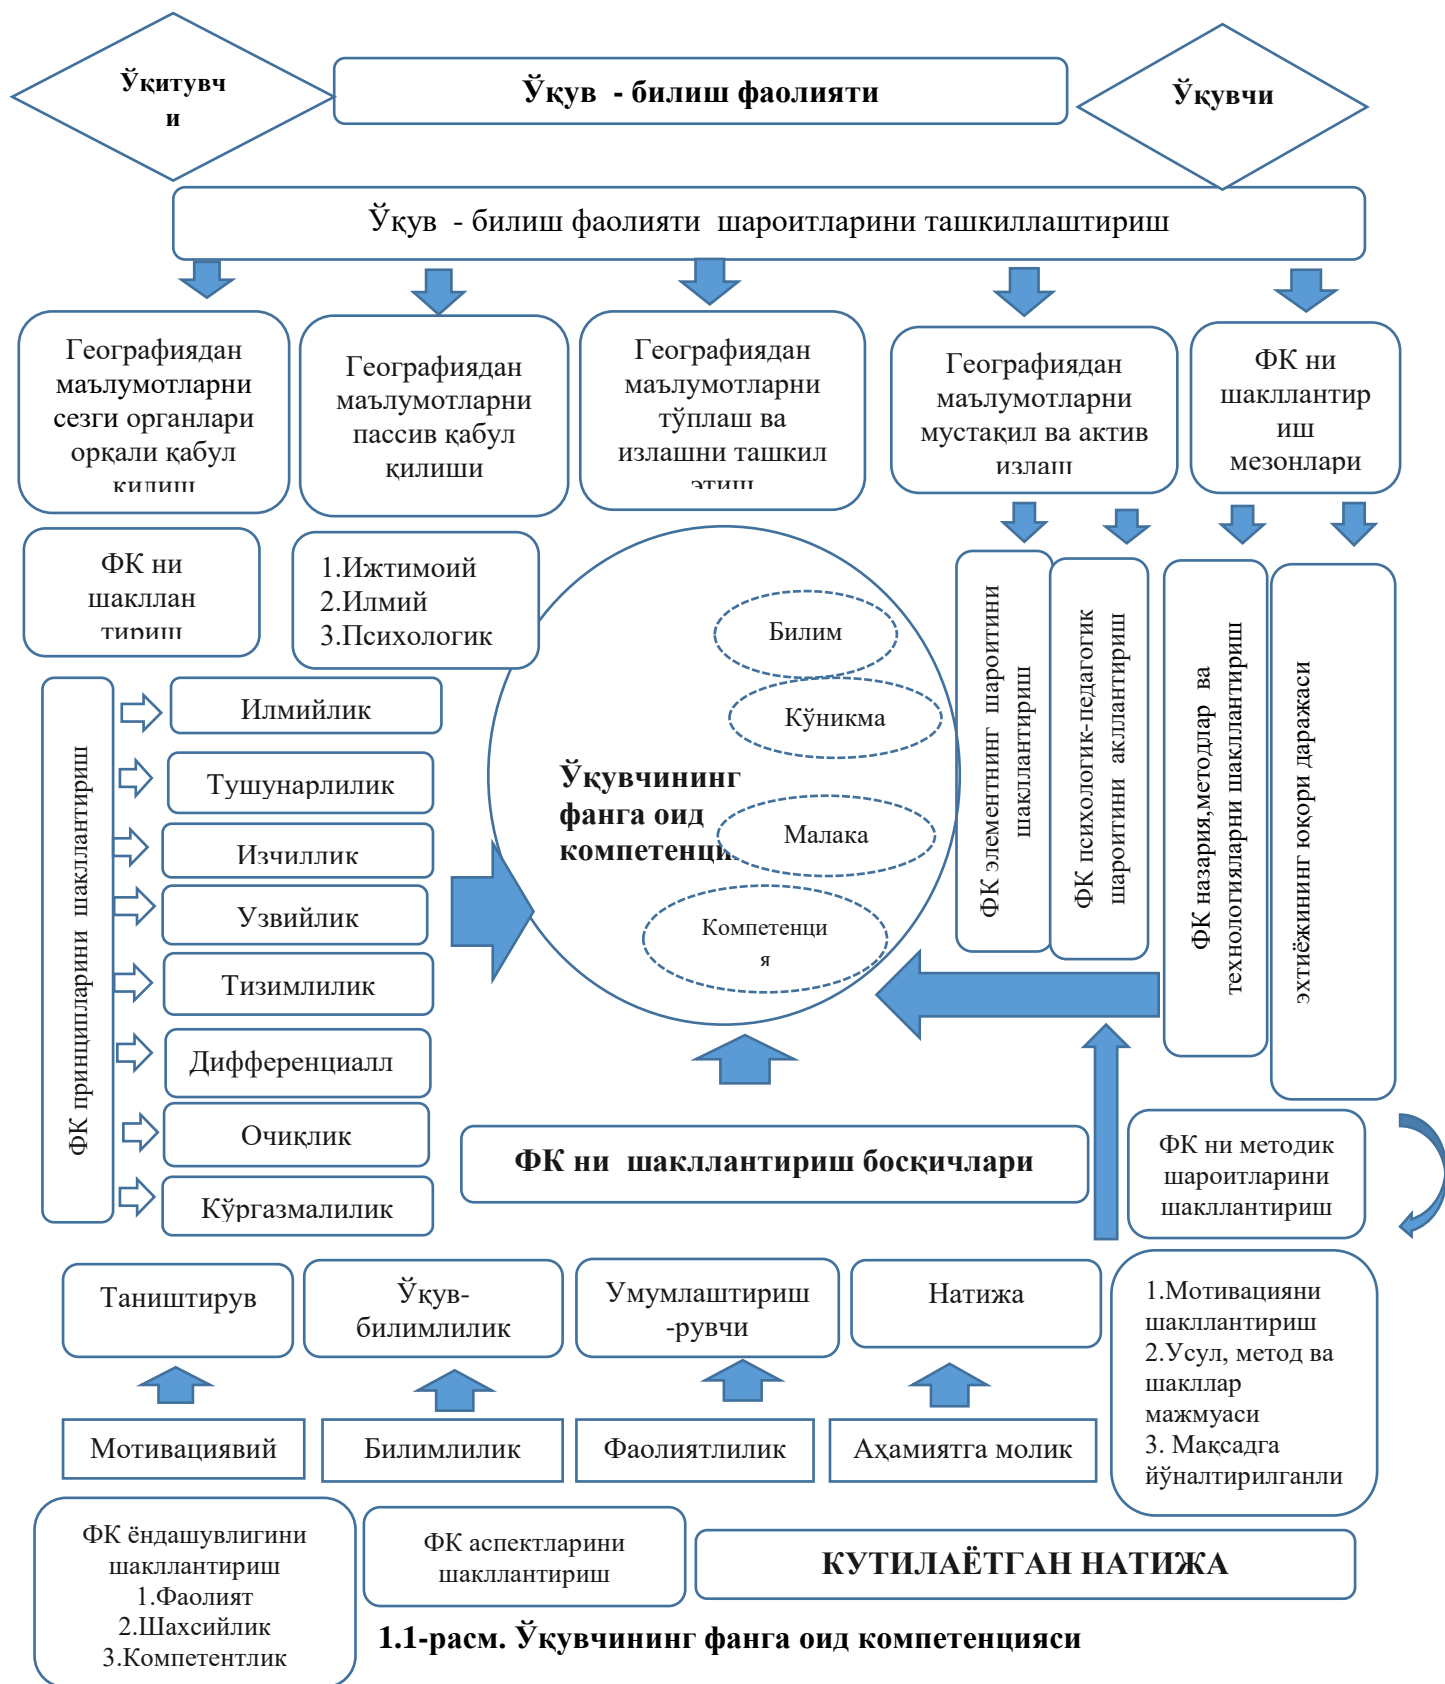 Ўқитувч
и
Ўқув - билиш фаолияти
Ўқувчи
Ўқув - билиш фаолияти шароитларини ташкиллаштириш
Географиядан
маълумотларни
сезги органлари
орқали қабул
қилиш
Географиядан
маълумотларни
пассив қабул
қилиши
Географиядан
маълумотларни
тўплаш ва
излашни ташкил
этиш
Географиядан
маълумотларни
мустақил ва актив
излаш
ФК ни
шакллантир
иш
мезонлари
ФК ни
шакллан
тириш
1.Ижтимоий
2.Илмий
3.Психологик
Билим
Кўникма
Ўқувчининг
фанга оид
компетенци
Малака
Компетенци
я
ФК элементнинг шароитини
шакллантириш
ФК психологик-педагогик
шароитини акллантириш
ФК назария,методлар ва
технологияларни шакллантириш
эхтиёжининг юқори даражаси
ФК принципларини шакллантириш
Илмийлик
Тушунарлилик
Изчиллик
Узвийлик
Тизимлилик
Дифференциалл
Очиқлик
Кўргазмалилик
ФК ни шакллантириш босқичлари
ФК ни методик
шароитларини
шакллантириш
Таништирув
Ўқув-
билимлилик
Умумлаштириш
-рувчи
Натижа
1.Мотивацияни
шакллантириш
2.Усул, метод ва
шакллар
мажмуаси
3. Мақсадга
йўналтирилганли
Мотивациявий
Билимлилик
Фаолиятлилик
Аҳамиятга молик
ФК ёндашувлигини
шакллантириш
1.Фаолият
2.Шахсийлик
3.Компетентлик
ФК аспектларини
шакллантириш
КУТИЛАЁТГАН НАТИЖА
1.1-расм. Ўқувчининг фанга оид компетенцияси